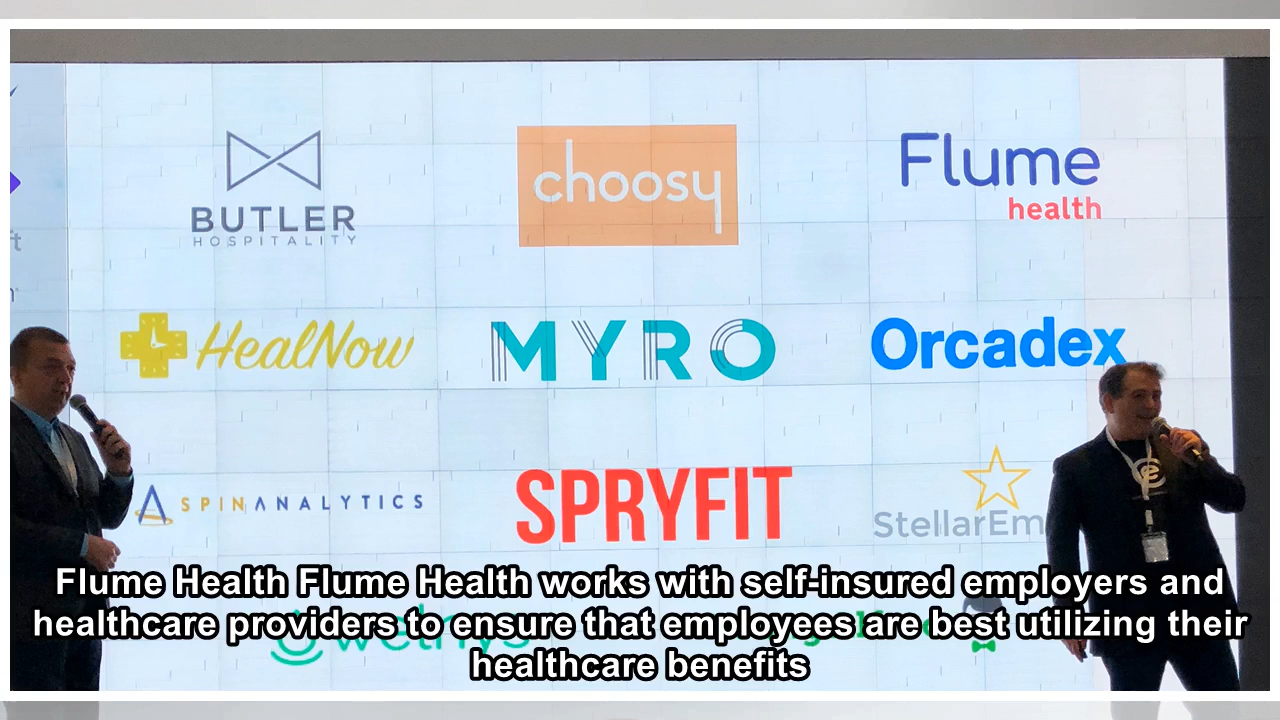 BUTLER
HOSPITALITY
choosy
Flume
health
HealNow
MYRO
Orcadex
SPINANALYTICS
SPRYFIT
StellarEm
Flume Health Flume Health works with self-insured employers and
healthcare providers to ensure that employees are best utilizing their
healthcare benefits